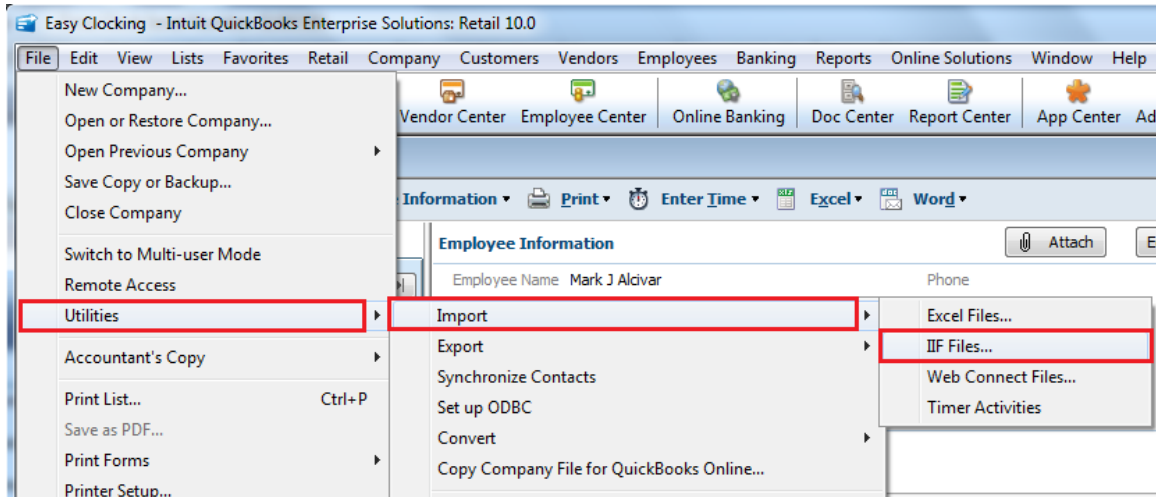 Easy Clocking - Intuit QuickBooks Enterprise Solutions: Retail 10.0
File Edit View Lists Favorites Retail Company Customers Vendors Employees Banking Reports Online Solutions Window Help
New Company...
Open or Restore Company...
Open Previous Company
Save Copy or Backup...
Close Company
Switch to Multi-user Mode
Remote Access
Utilities
Accountant's Copy
Print List... Ctrl+P
Save as PDF...
Print Forms
Printer Setup...
Vendor Center Employee Center Online Banking Doc Center Report Center App Center Ad
Information Print Enter Time Excel Word
Employee Information Attach E
Employee Name Mark J Alcivar Phone
Import
Export
Synchronize Contacts
Set up ODBC
Convert
Copy Company File for QuickBooks Online...
Excel Files...
IIF Files...
Web Connect Files...
Timer Activities